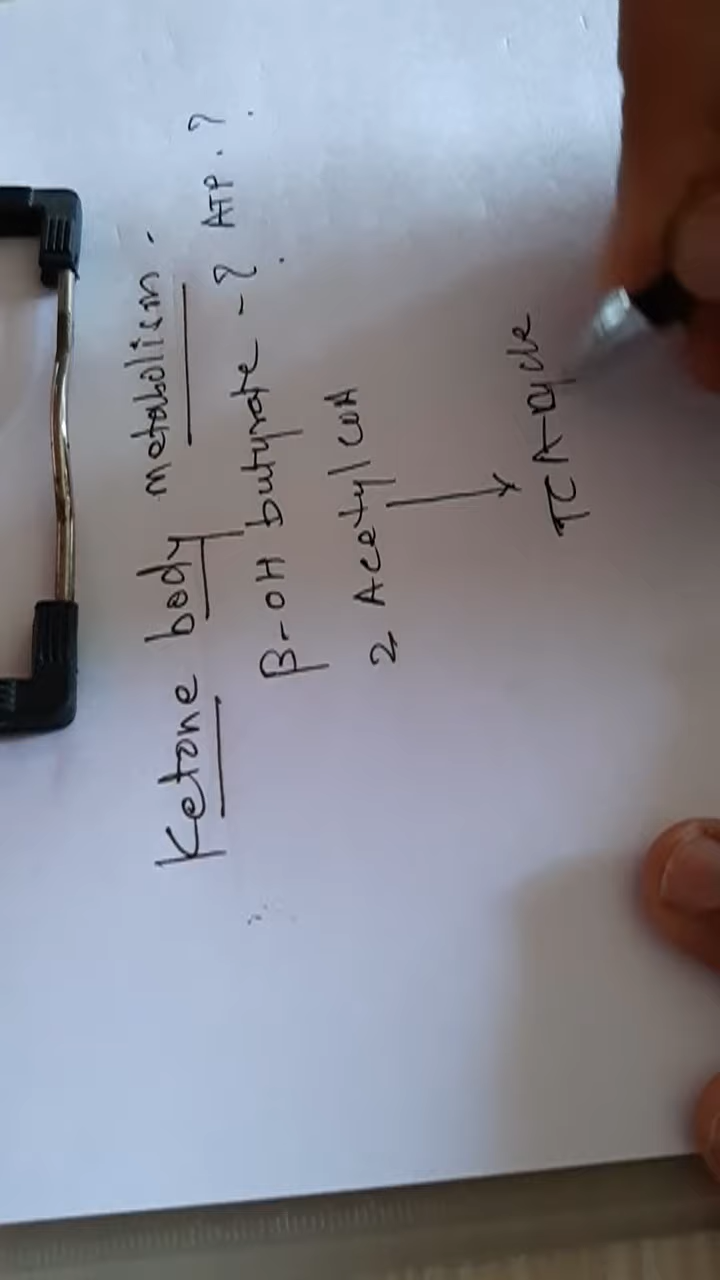 Ketone body metabolism.
β-OH butyrate - ? ATP. ?
2 Acetyl COA
TCA-Cycle